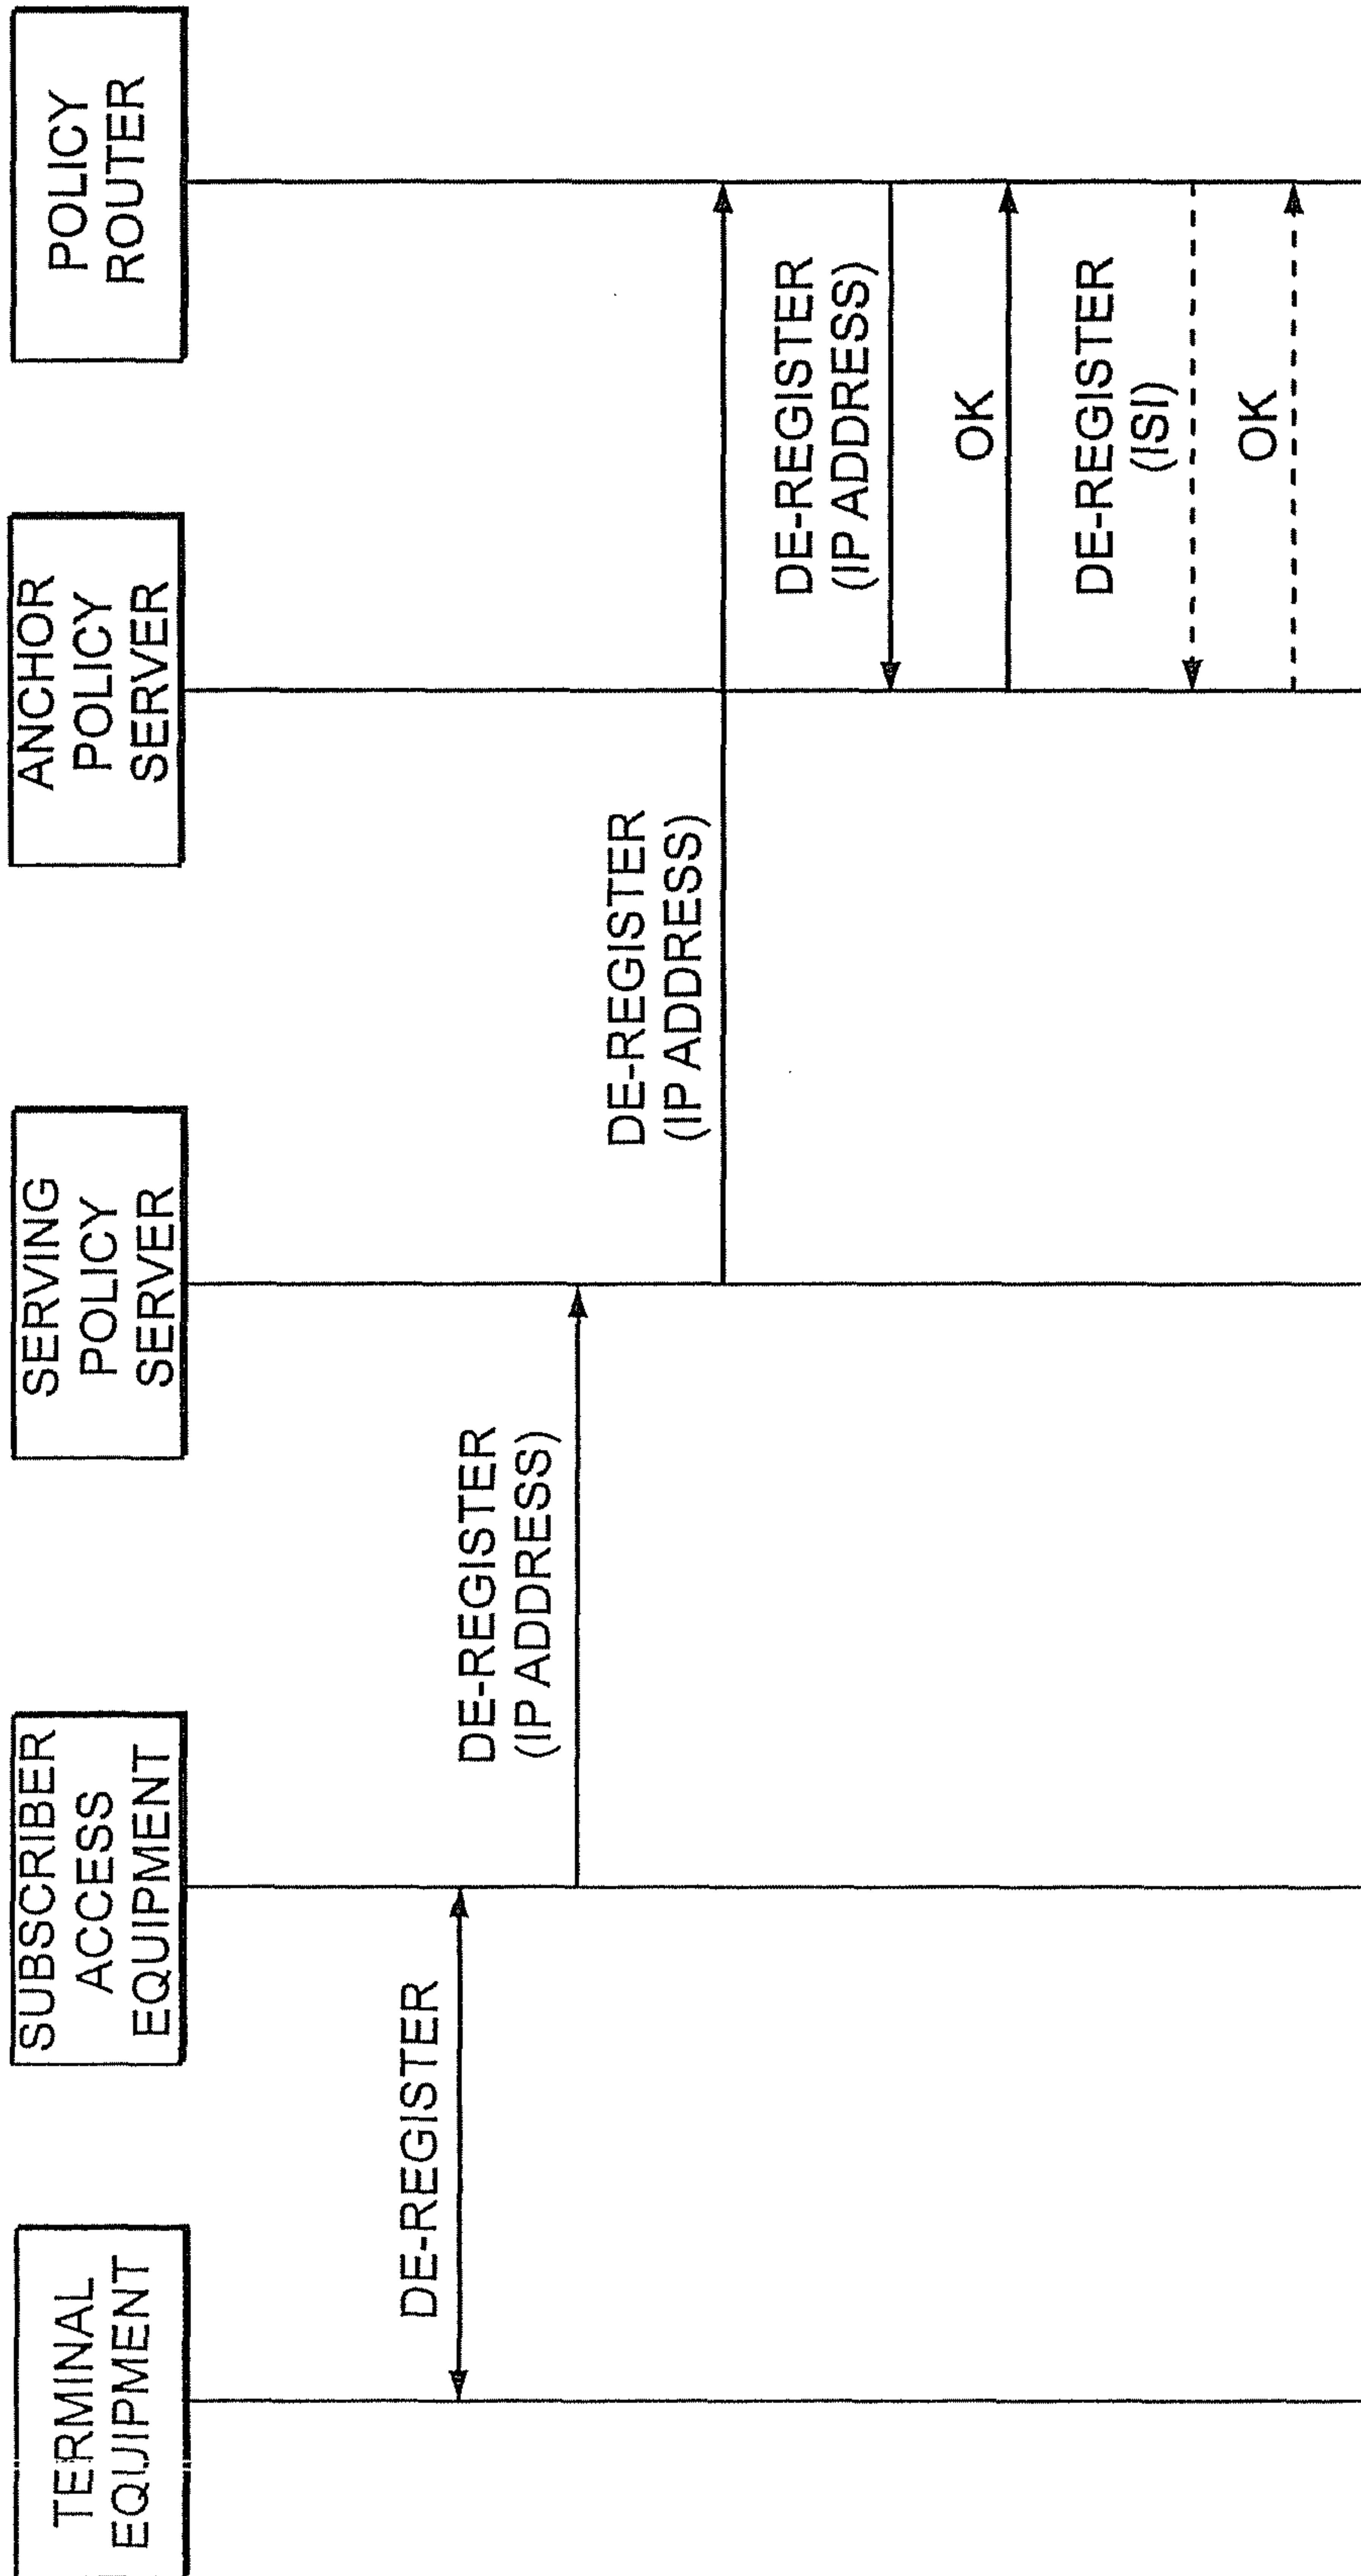 TERMINAL
EQUIPMENT
SUBSCRIBER
ACCESS
EQUIPMENT
SERVING
POLICY
SERVER
ANCHOR
POLICY
SERVER
POLICY
ROUTER
DE-REGISTER
DE-REGISTER
(IP ADDRESS)
DE-REGISTER
(IP ADDRESS)
DE-REGISTER
(IP ADDRESS)
OK
DE-REGISTER
(ISI)
OK